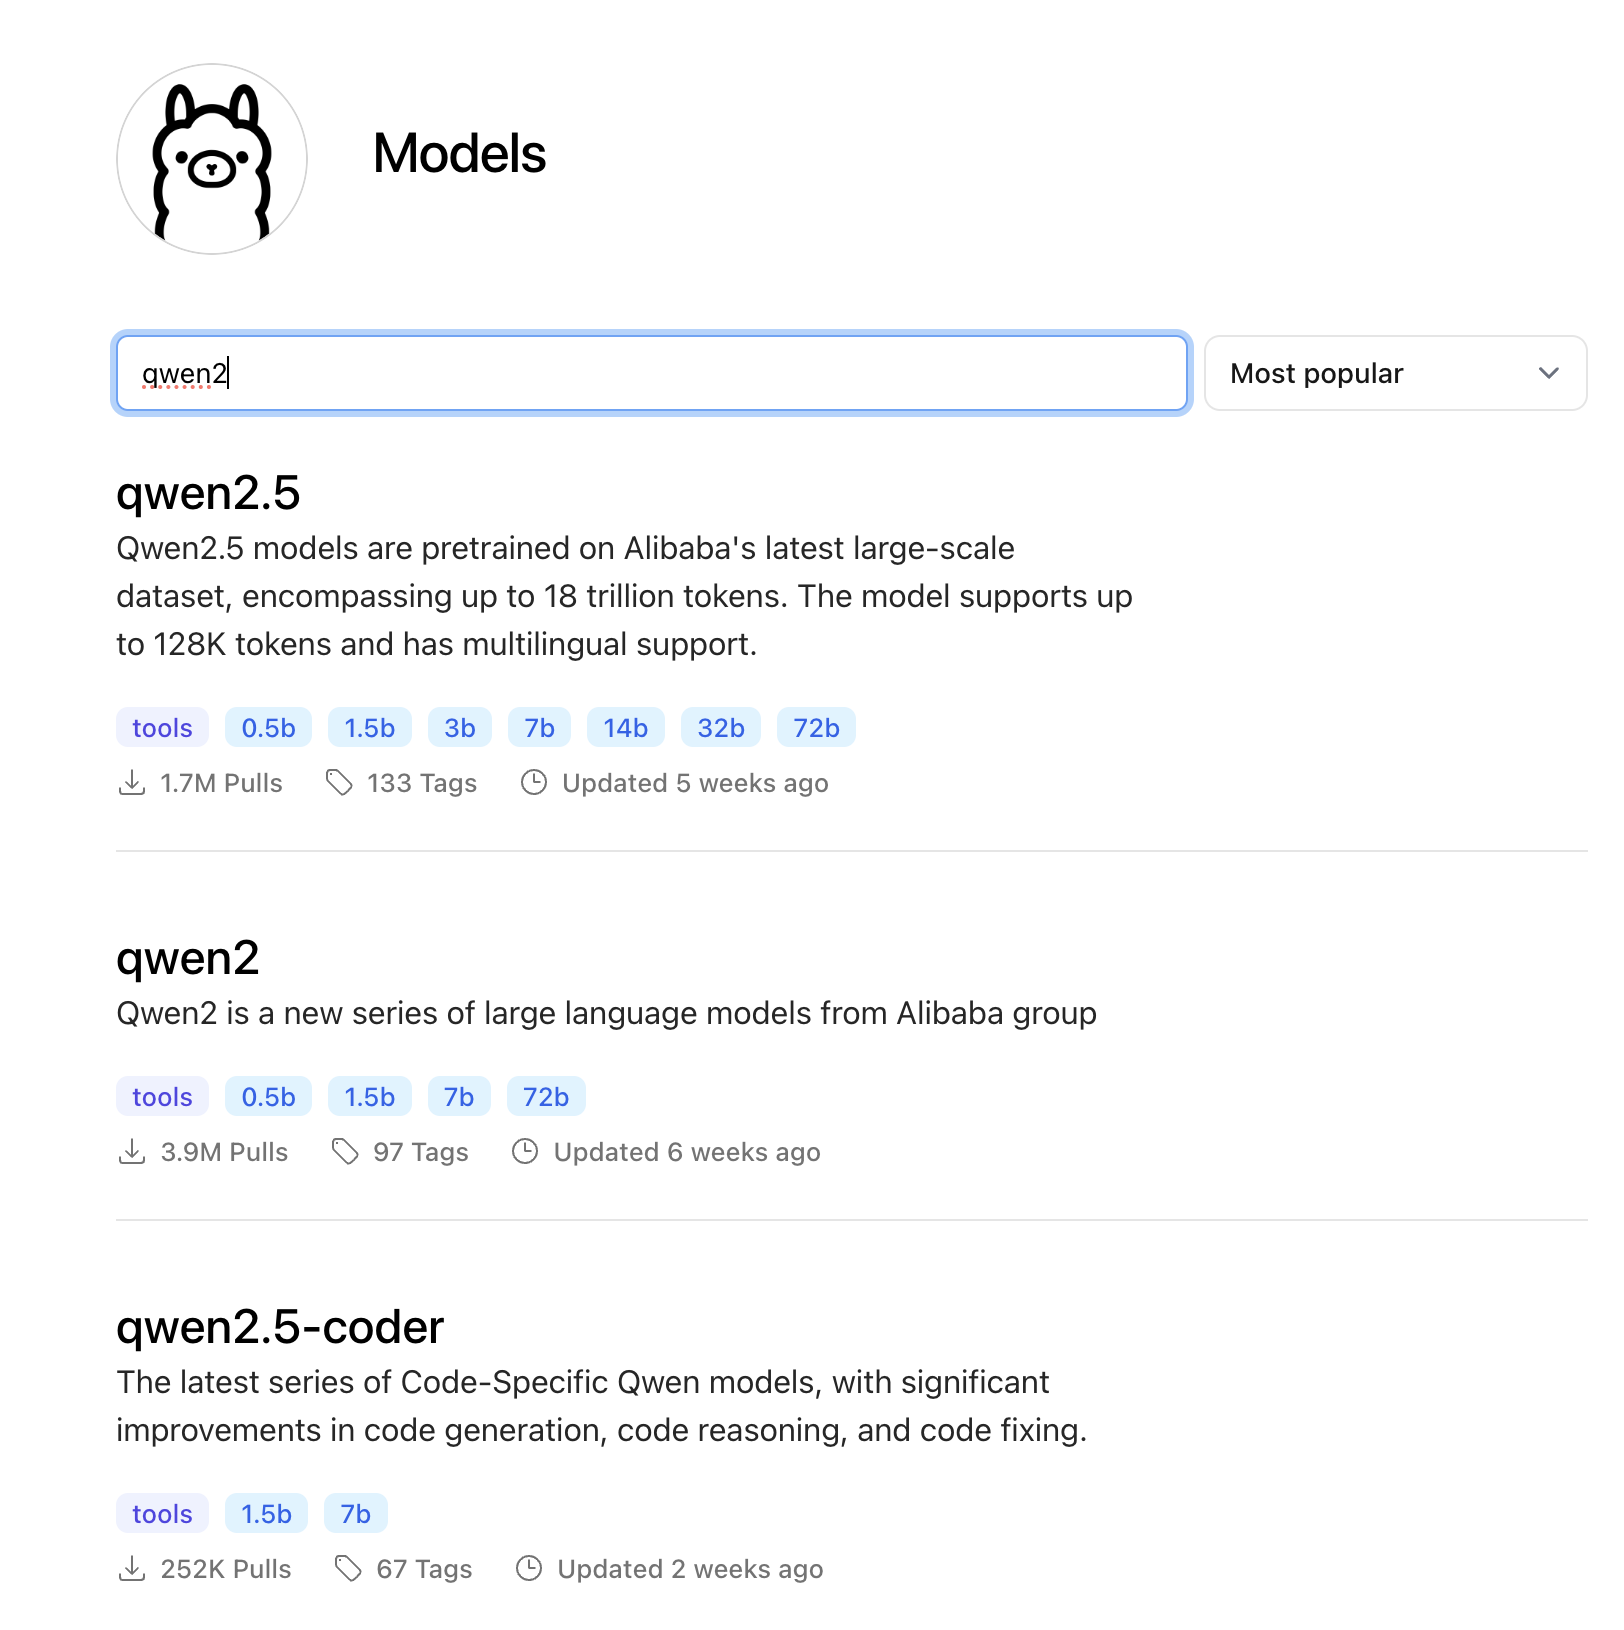 Models
qwen2
Most popular
qwen2.5
Qwen2.5 models are pretrained on Alibaba's latest large-scale
dataset, encompassing up to 18 trillion tokens. The model supports up
to 128K tokens and has multilingual support.
tools 0.5b 1.5b 3b 7b 14b 32b 72b
1.7M Pulls 133 Tags Updated 5 weeks ago
qwen2
Qwen2 is a new series of large language models from Alibaba group
tools 0.5b 1.5b 7b 72b
3.9M Pulls 97 Tags Updated 6 weeks ago
qwen2.5-coder
The latest series of Code-Specific Qwen models, with significant
improvements in code generation, code reasoning, and code fixing.
tools 1.5b 7b
252K Pulls 67 Tags Updated 2 weeks ago